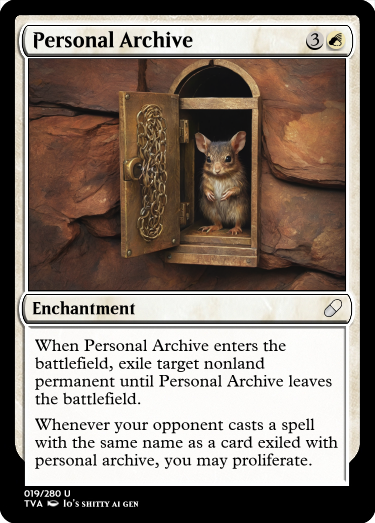 Personal Archive 3
Enchantment
When Personal Archive enters the
battlefield, exile target nonland
permanent until Personal Archive leaves
the battlefield.
Whenever your opponent casts a spell
with the same name as a card exiled with
personal archive, you may proliferate.
019/280 U
TVA Io's SHITTY AI GEN